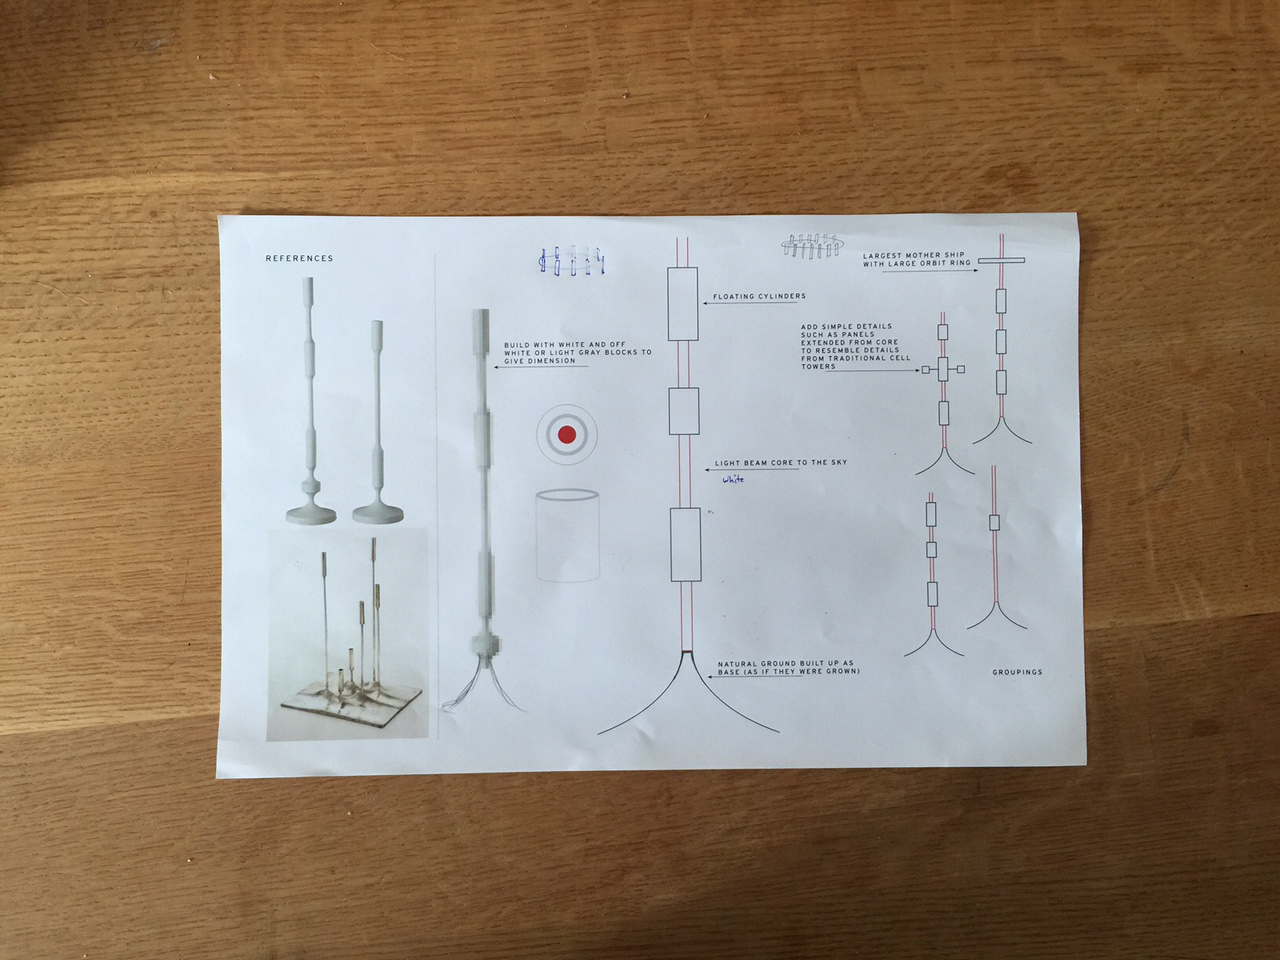 REFERENCES
BUILD WITH WHITE AND OFF
WHITE OR LIGHT GRAY BLOCKS TO
GIVE DIMENSION
FLOATING CYLINDERS
LIGHT BEAM CORE TO THE SKY
white
NATURAL GROUND BUILT UP AS
BASE (AS IF THEY WERE GROWN)
LARGEST MOTHER SHIP
WITH LARGE ORBIT RING
ADD SIMPLE DETAILS
SUCH AS PANELS
EXTENDED FROM CORE
TO RESEMBLE DETAILS
FROM TRADITIONAL CELL
TOWERS
GROUPINGS